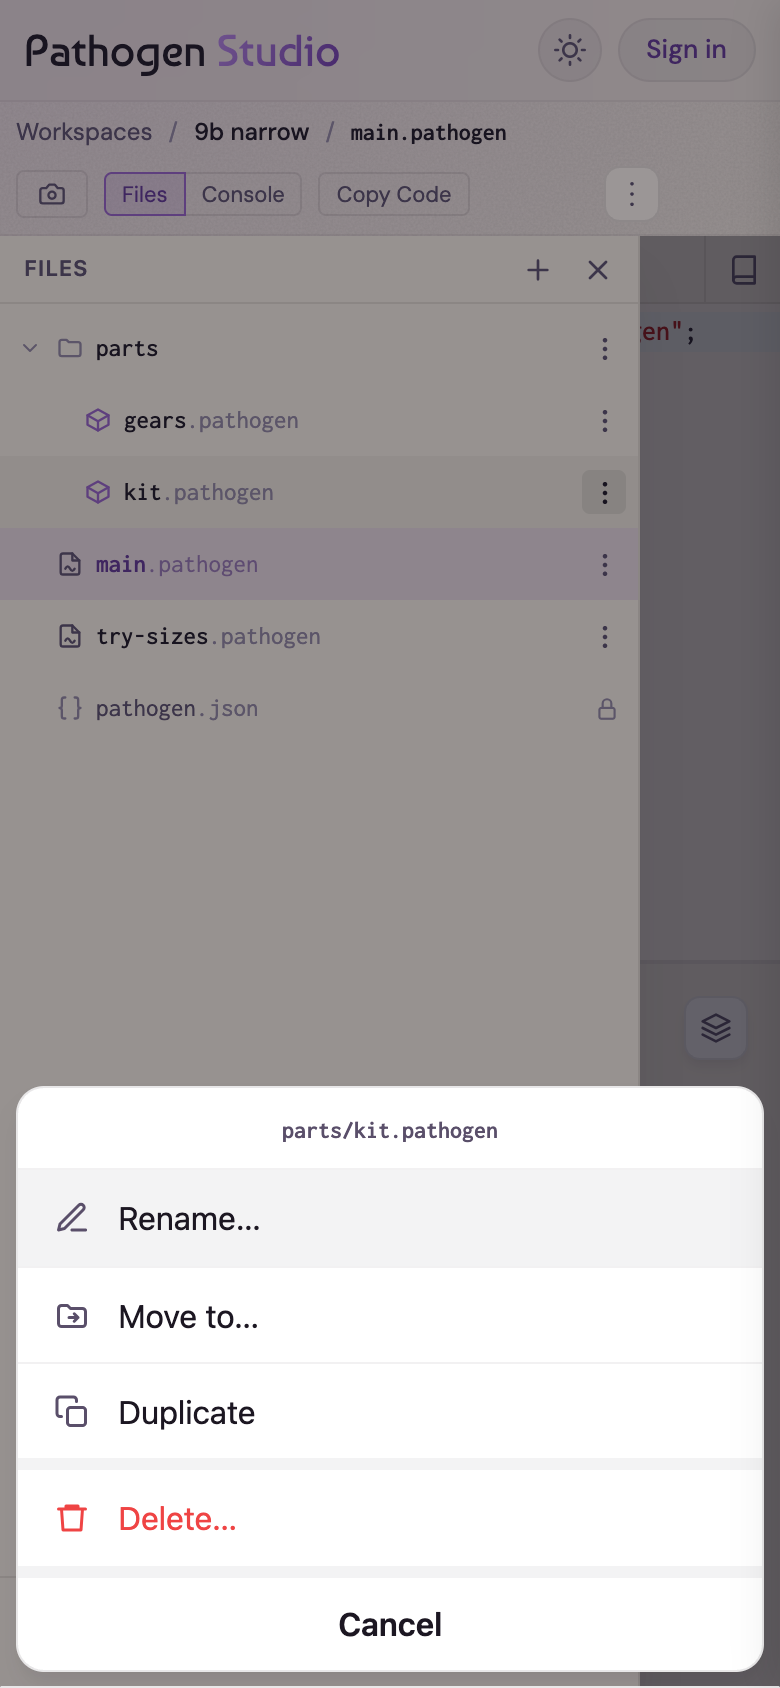 Pathogen Studio
Sign in
Workspaces / 9b narrow / main.pathogen
Files
Console
Copy Code
FILES
en";
parts
gears.pathogen
kit.pathogen
main.pathogen
try-sizes.pathogen
{} pathogen.json
parts/kit.pathogen
Rename...
Move to...
Duplicate
Delete...
Cancel